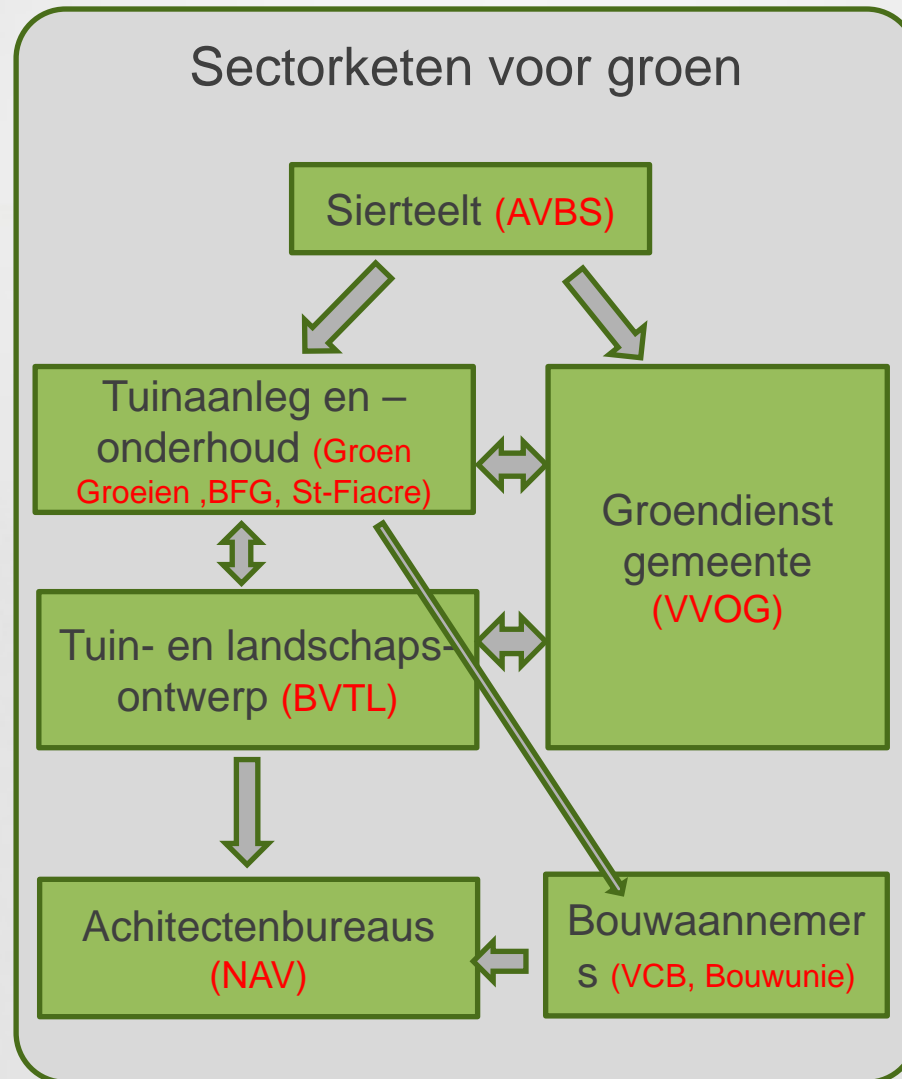 Sectorketen voor groen
Sierteelt (AVBS)
Tuinaanleg en –
onderhoud (Groen
Groeien ,BFG, St-Fiacre)
Groendienst
gemeente
(VVOG)
Tuin- en landschaps-
ontwerp (BVTL)
Achitectenbureaus
(NAV)
Bouwaannemer
s (VCB, Bouwunie)